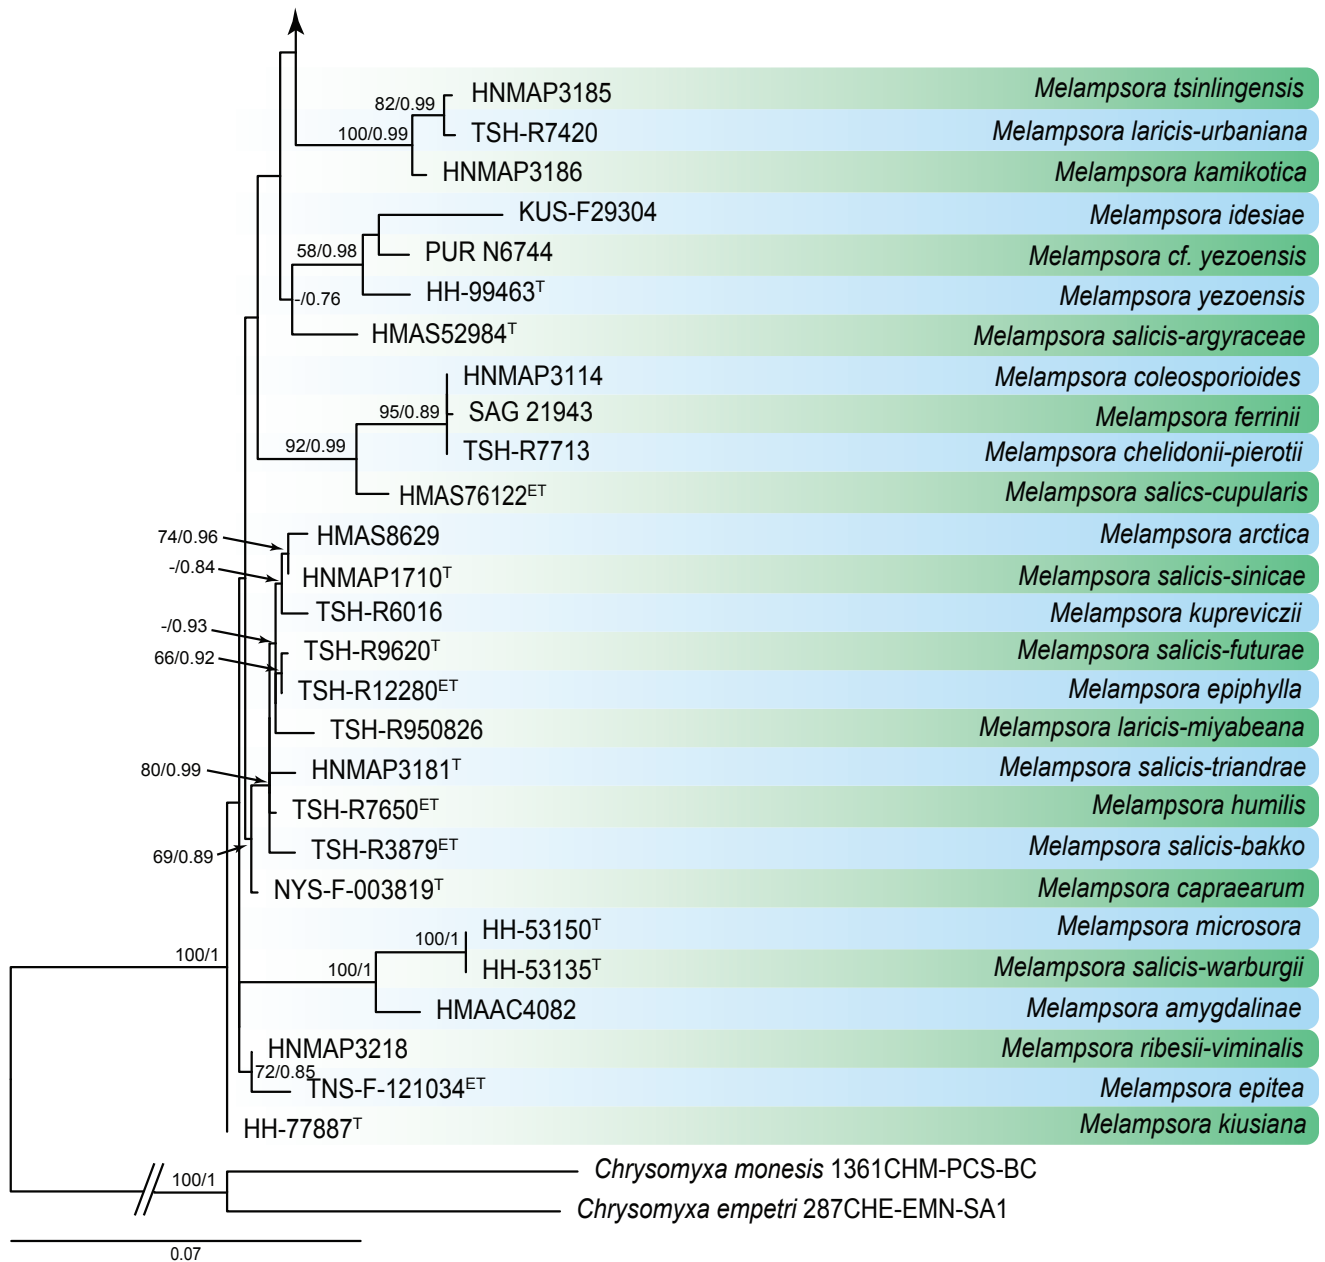 82/0.99
HNMAP3185 Melampsora tsinlingensis
100/0.99 TSH-R7420 Melampsora laricis-urbaniana
HNMAP3186 Melampsora kamikotica
KUS-F29304 Melampsora idesiae
58/0.98 PUR N6744 Melampsora cf. yezoensis
-/0.76 HH-99463T Melampsora yezoensis
HMAS52984T Melampsora salicis-argyraceae
HNMAP3114 Melampsora coleosporioides
95/0.89 SAG 21943 Melampsora ferrinii
92/0.99 TSH-R7713 Melampsora chelidonii-pierotii
HMAS76122ET Melampsora salics-cupularis
74/0.96 HMAS8629 Melampsora arctica
-/0.84 HNMAP1710T Melampsora salicis-sinicae
TSH-R6016 Melampsora kupreviczii
-/0.93
66/0.92 TSH-R9620T Melampsora salicis-futurae
TSH-R12280ET Melampsora epiphylla
TSH-R950826 Melampsora laricis-miyabeana
80/0.99 HNMAP3181T Melampsora salicis-triandrae
TSH-R7650ET Melampsora humilis
69/0.89 TSH-R3879ET Melampsora salicis-bakko
NYS-F-003819T Melampsora capraearum
100/1 HH-53150T Melampsora microsora
100/1 100/1 HH-53135T Melampsora salicis-warburgii
HMAAC4082 Melampsora amygdalinae
HNMAP3218 Melampsora ribesii-viminalis
72/0.85 TNS-F-121034ET Melampsora epitea
HH-77887T Melampsora kiusiana
100/1 Chrysomyxa monesis 1361CHM-PCS-BC
Chrysomyxa empetri 287CHE-EMN-SA1
0.07